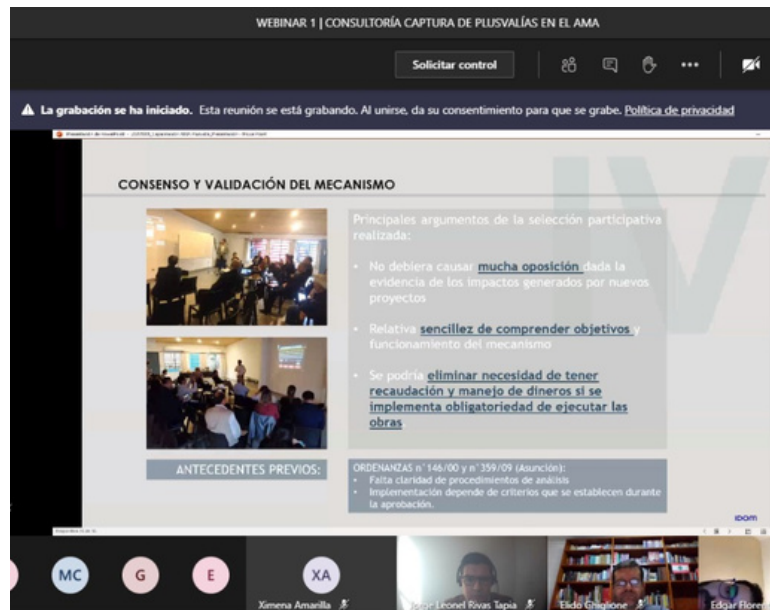 WEBINAR 1 | CONSULTORÍA CAPTURA DE PLUSVALÍAS EN EL AMA
Solicitar control
La grabación se ha iniciado. Esta reunión se está grabando. Al unirse, da su consentimiento para que se grabe. Política de privacidad
CONSENSO Y VALIDACIÓN DEL MECANISMO
Principales argumentos de la selección participativa
realizada:
• No debiera causar mucha oposición dada la
evidencia de los impactos generados por nuevos
proyectos
• Relativa sencillez de comprender objetivos y
funcionamiento del mecanismo
• Se podría eliminar necesidad de tener
recaudación y manejo de dineros si se
implementa obligatoriedad de ejecutar las
obras
IV
ANTECEDENTES PREVIOS:
ORDENANZAS n°146/00 y n°359/09 (Asunción):
• Falta claridad de procedimientos de análisis
• Implementación depende de criterios que se establecen durante
la aprobación.
IDOM
MC
G
E
XA
Ximena Amarilla
Leonel Rivas Tapia
Elido Ghiglione
Edgar Flore